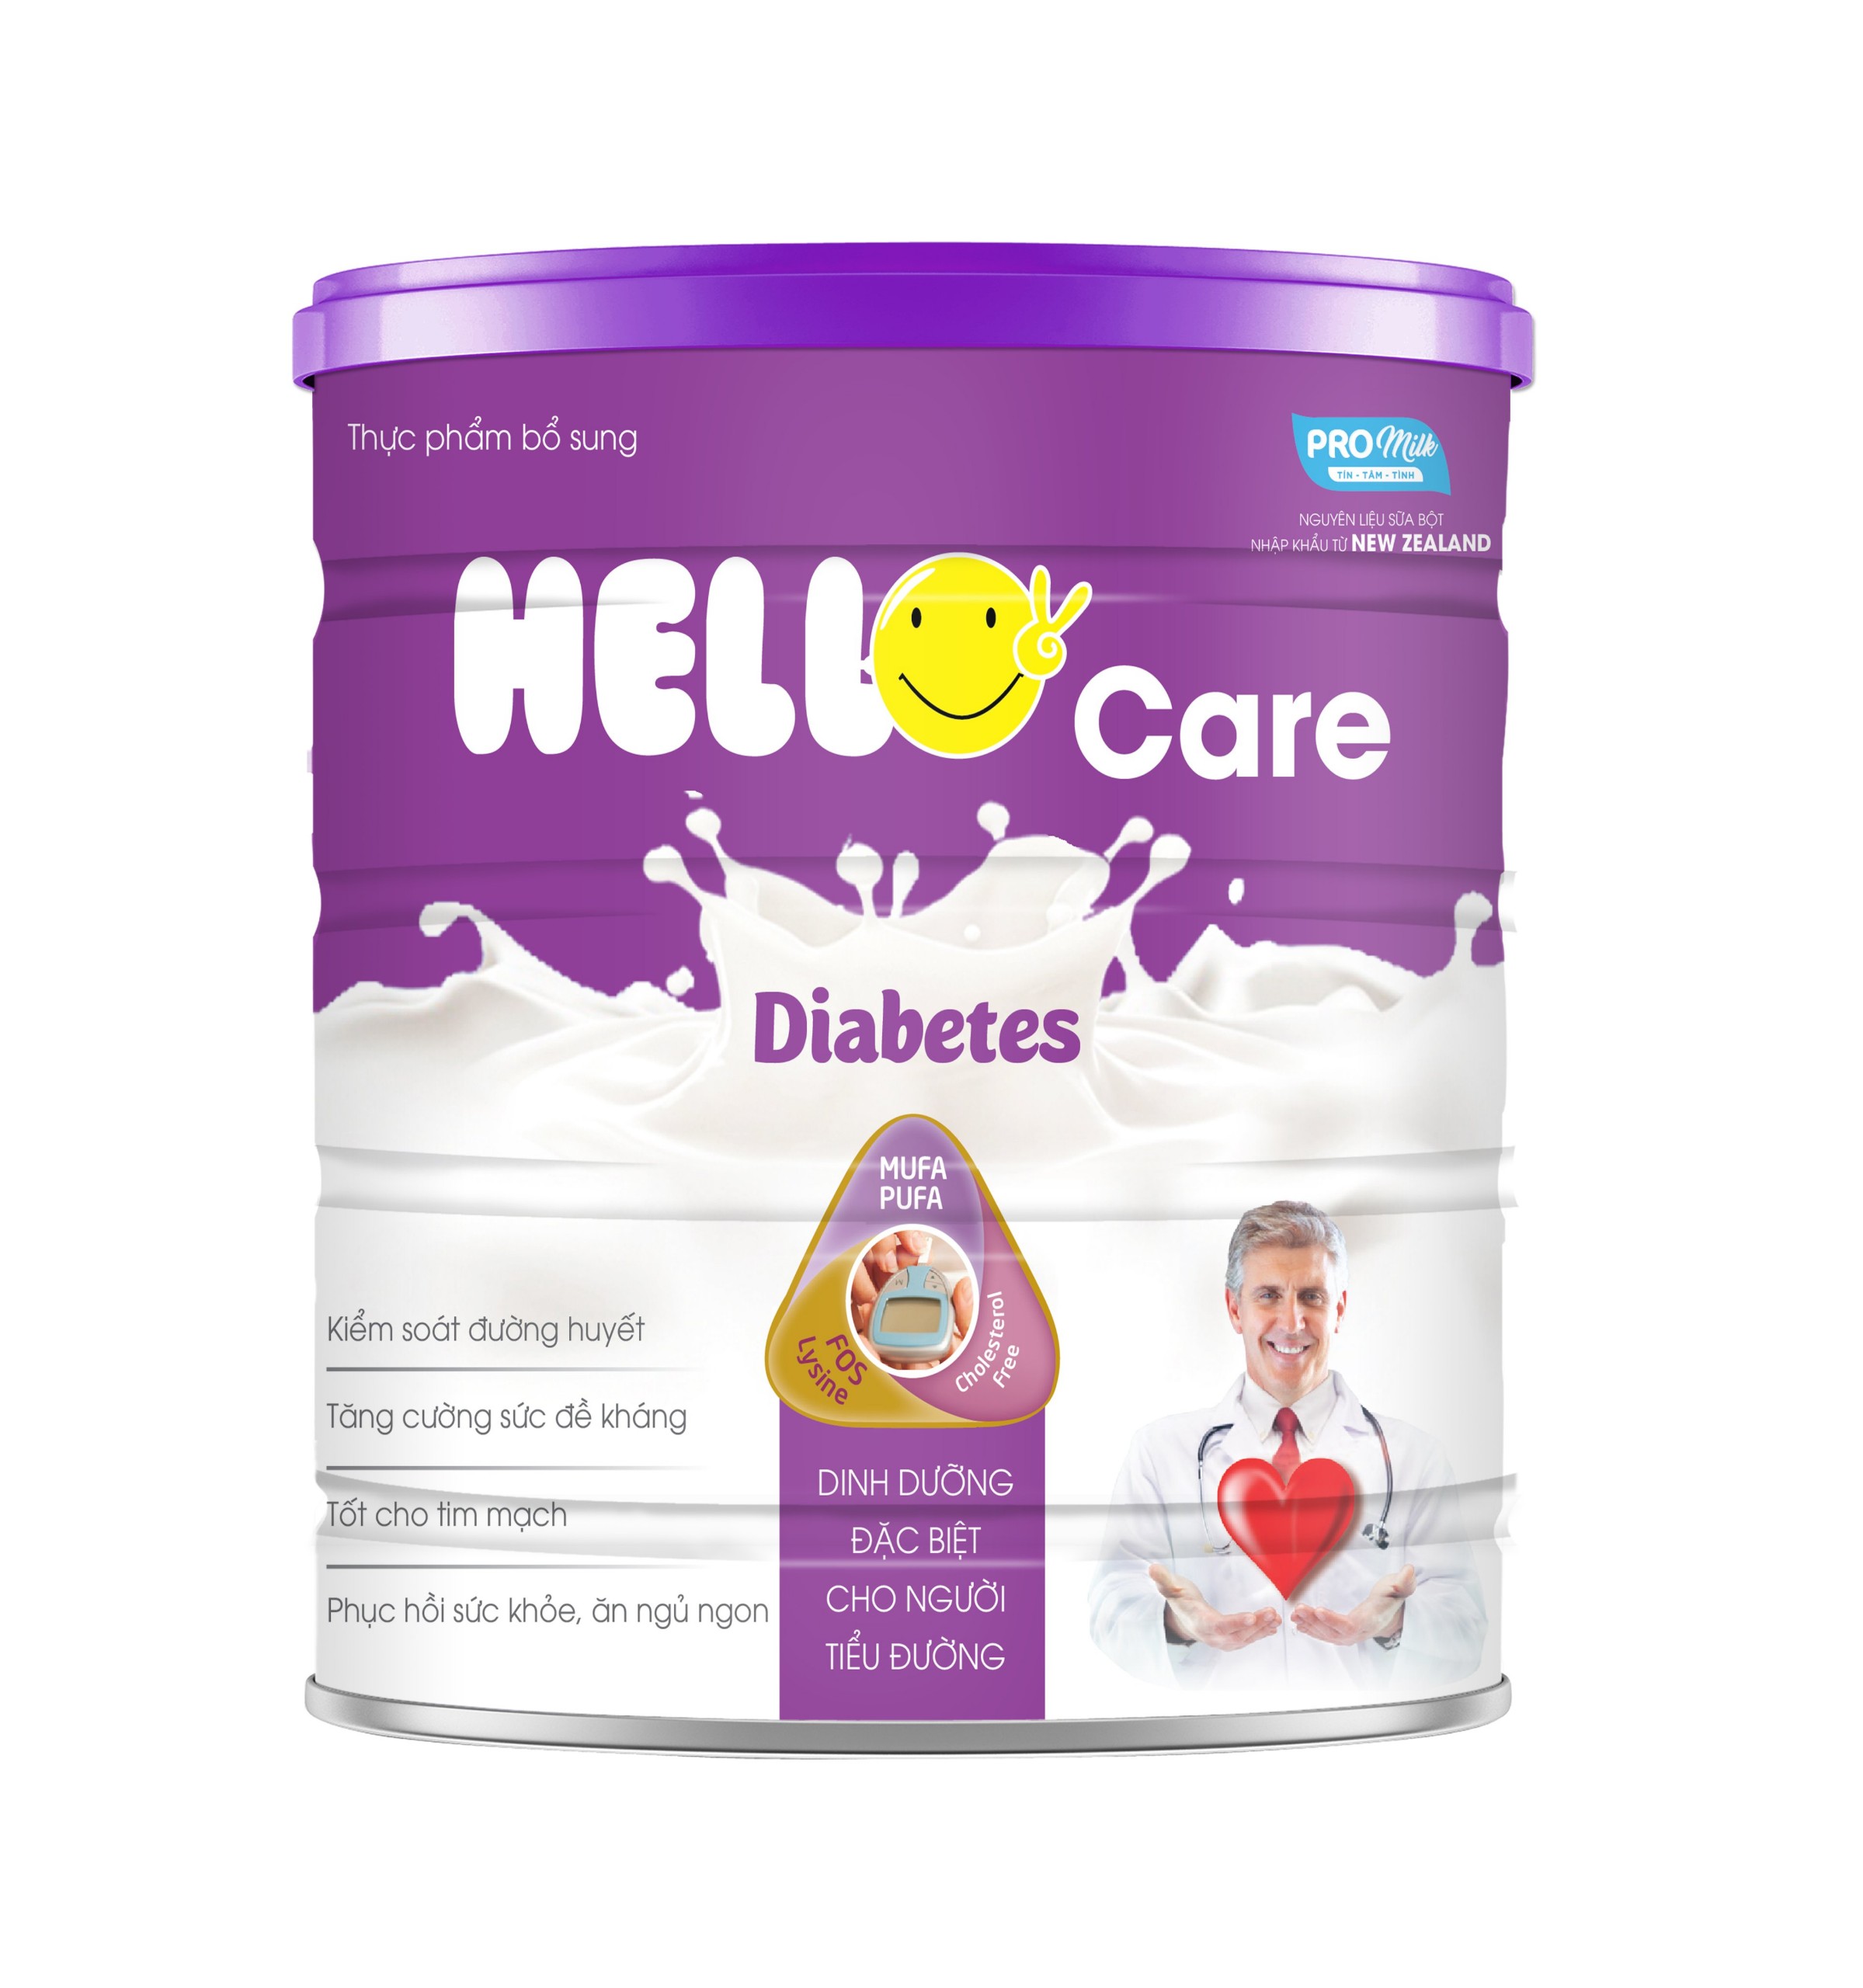 Thực phẩm bổ sung
PRO Milk
TÍN - TÂM - TÌNH
NGUYÊN LIỆU SỮA BỘT
NHẬP KHẨU TỪ NEW ZEALAND
HELLO Care
Diabetes
MUFA
PUFA
FOS
Lysine
Cholesterol
Free
Kiểm soát đường huyết
Tăng cường sức đề kháng
Tốt cho tim mạch
Phục hồi sức khỏe, ăn ngủ ngon
DINH DƯỠNG
ĐẶC BIỆT
CHO NGƯỜI
TIỂU ĐƯỜNG